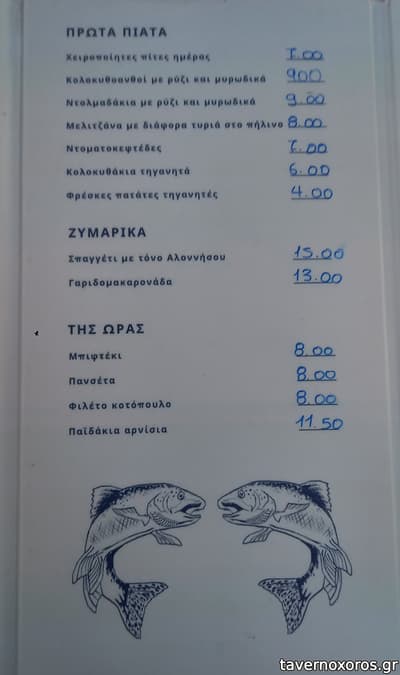 ΠΡΩΤΑ ΠΙΑΤΑ
Χειροποίητες πίτες ημέρας 7.00
Κολοκυθοανθοί με ρύζι και μυρωδικά 900
Ντολμαδάκια με ρύζι και μυρωδικά 9.00
Μελιτζάνα με διάφορα τυριά στο πήλινο 8.00
Ντοματοκεφτέδες 7.00
Κολοκυθάκια τηγανητά 6.00
Φρέσκες πατάτες τηγανητές 4.00
ΖΥΜΑΡΙΚΑ
Σπαγγέτι με τόνο Αλοννήσου 15.00
Γαριδομακαρονάδα 13.00
ΤΗΣ ΩΡΑΣ
Μπιφτέκι 8.00
Πανσέτα 8.00
Φιλέτο κοτόπουλο 8.00
Παϊδάκια αρνίσια 11.50
tavernoxoros.gr